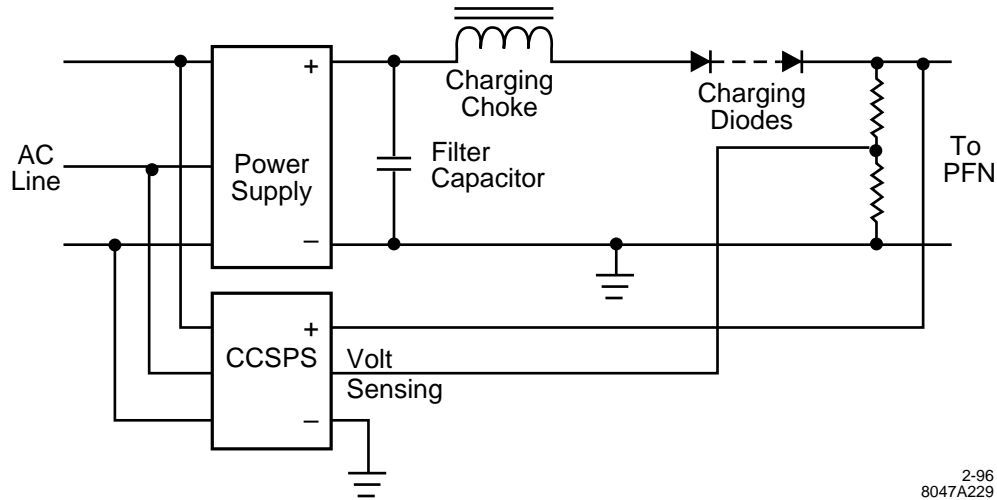 Charging
Choke
Charging
Diodes
AC
Line
Power
Supply
+
–
Filter
Capacitor
To
PFN
CCSPS
+
–
Volt
Sensing
2-96
8047A229